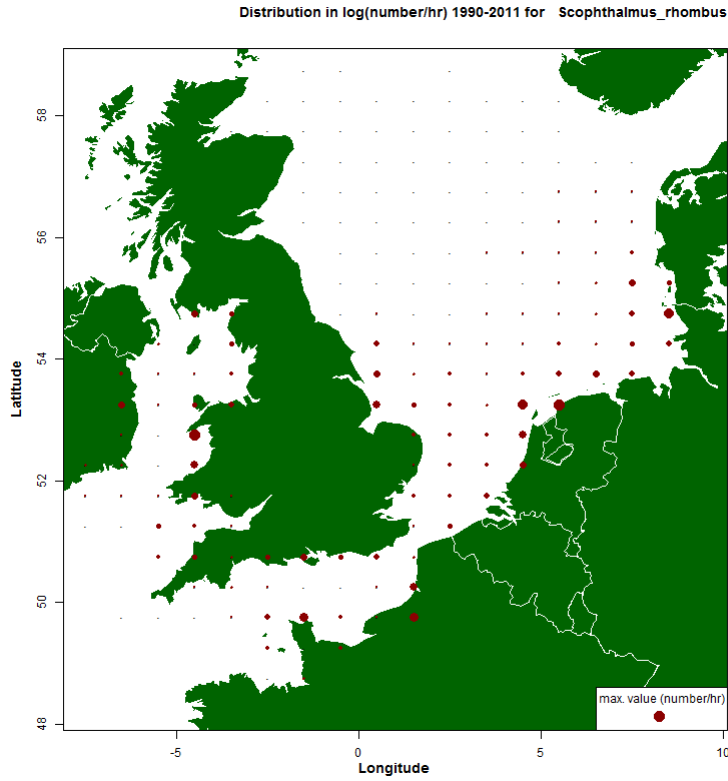 Distribution in log(number/hr) 1990-2011 for Scophthalmus_rhombus
58
56
54
52
50
48
Latitude
max. value (number/hr)
-5
0
5
10
Longitude